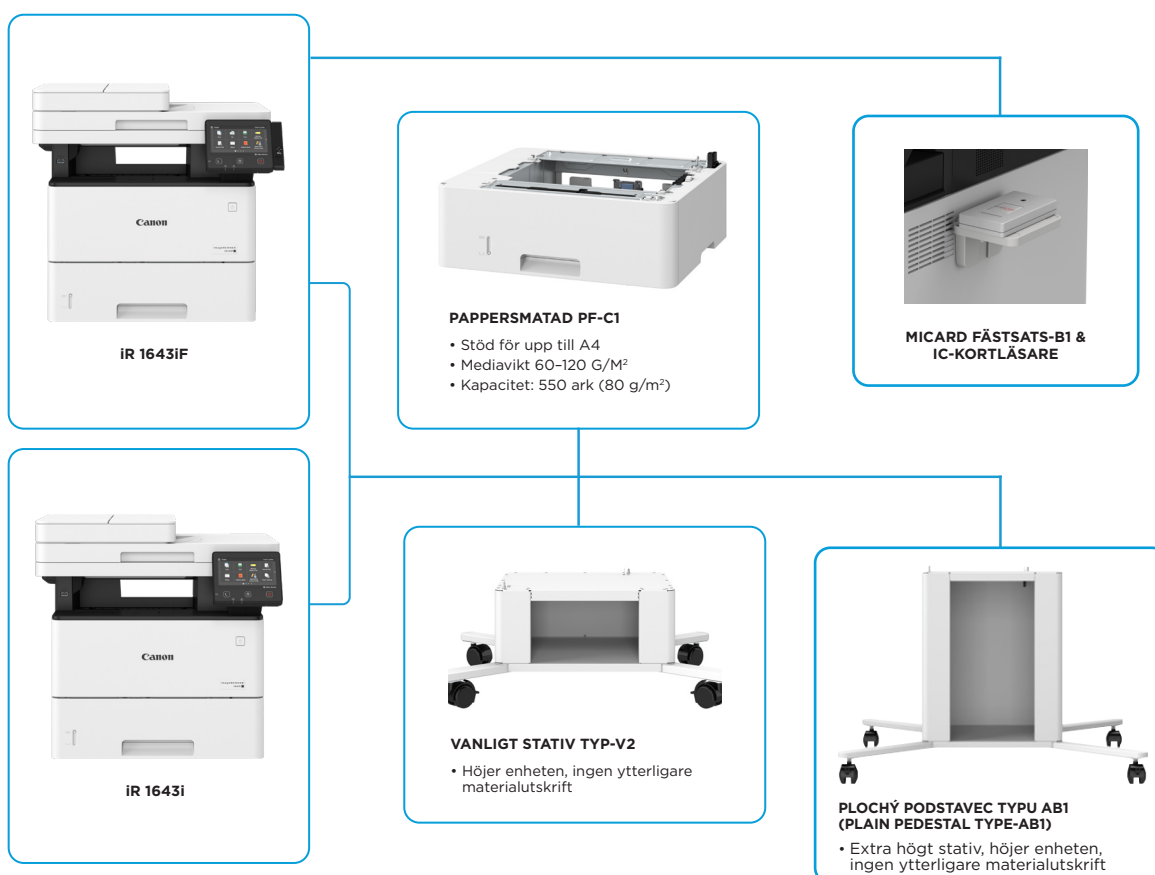 Canon
iR 1643iF
PAPPERSMATAD PF-C1
• Stöd för upp till A4
• Mediavikt 60–120 G/M²
• Kapacitet: 550 ark (80 g/m²)
MICARD FÄSTSATS-B1 &
IC-KORTLÄSARE
Canon
iR 1643i
VANLIGT STATIV TYP-V2
• Höjer enheten, ingen ytterligare
materialutskrift
PLOCHÝ PODSTAVEC TYPU AB1
(PLAIN PEDESTAL TYPE-AB1)
• Extra högt stativ, höjer enheten,
ingen ytterligare materialutskrift